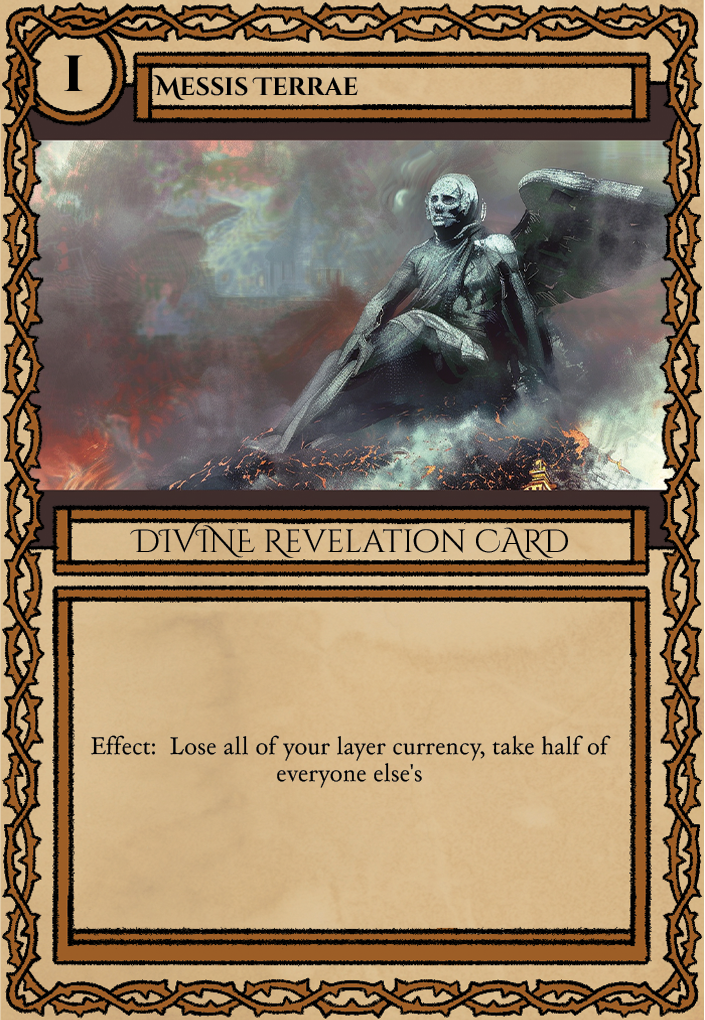 I
Messis Terrae
Divine Revelation Card
Effect: Lose all of your layer currency, take half of
everyone else's